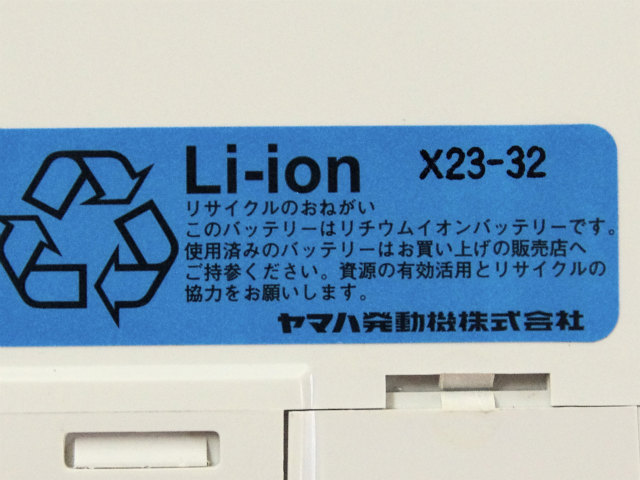 Li-ion
X23-32
リサイクルのおねがい
このバッテリーはリチウムイオンバッテリーです。
使用済みのバッテリーはお買い上げの販売店へ
ご持参ください。資源の有効活用とリサイクルの
協力をお願いします。
ヤマハ発動機株式会社